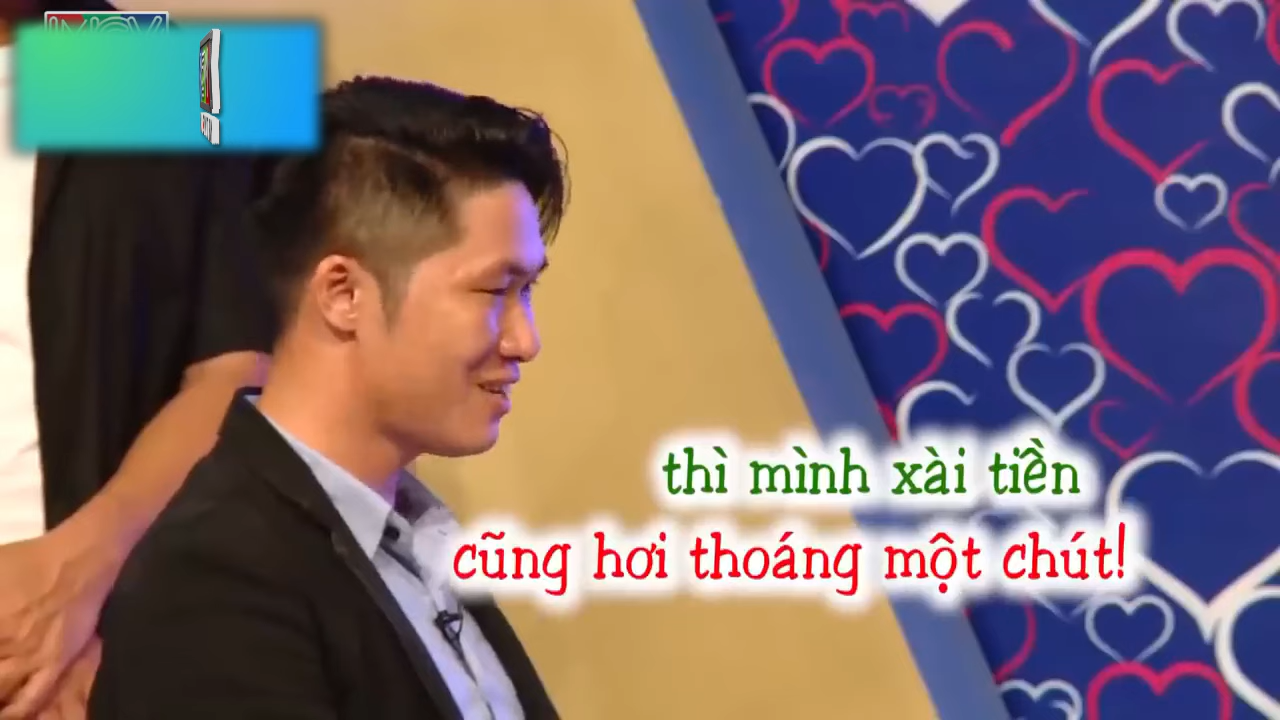 thì mình xài tiền
cũng hơi thoáng một chút!